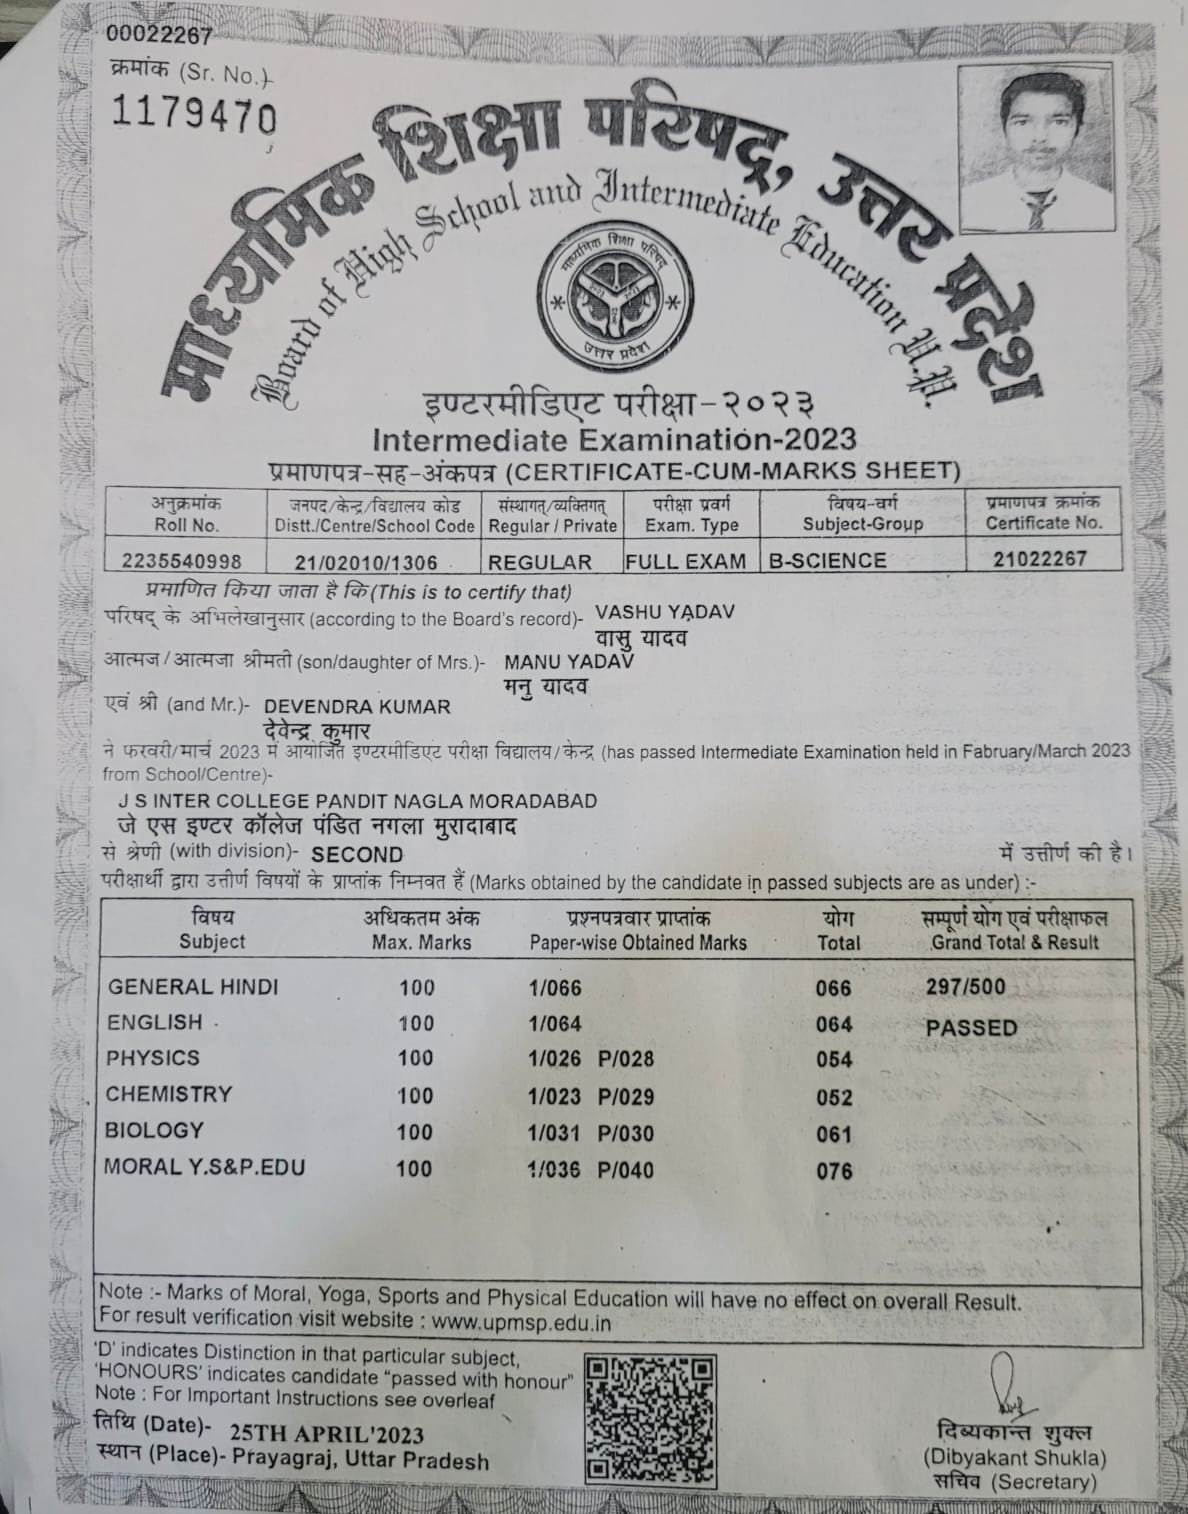 00022267
क्रमांक (Sr. No.)
1179470
माध्यमिक शिक्षा परिषद्, उत्तर प्रदेश
Board of High School and Intermediate Education U.P.
माध्यमिक शिक्षा परिषद
उत्तर प्रदेश
इण्टरमीडिएट परीक्षा-२०२३
Intermediate Examination-2023
प्रमाणपत्र-सह-अंकपत्र (CERTIFICATE-CUM-MARKS SHEET)
अनुक्रमांक जनपद/केन्द्र/विद्यालय कोड संस्थागत्/व्यक्तिगत् परीक्षा प्रवर्ग विषय-वर्ग प्रमाणपत्र क्रमांक
Roll No. Distt./Centre/School Code Regular / Private Exam. Type Subject-Group Certificate No.
2235540998 21/02010/1306 REGULAR FULL EXAM B-SCIENCE 21022267
प्रमाणित किया जाता है कि (This is to certify that)
परिषद् के अभिलेखानुसार (according to the Board's record)- VASHU YADAV
वासु यादव
आत्मज/आत्मजा श्रीमती (son/daughter of Mrs.)- MANU YADAV
मनु यादव
एवं श्री (and Mr.)- DEVENDRA KUMAR
देवेन्द्र कुमार
ने फरवरी/मार्च 2023 में आयोजित इण्टरमीडिएट परीक्षा विद्यालय/केन्द्र (has passed Intermediate Examination held in Fabruary/March 2023
from School/Centre)-
J S INTER COLLEGE PANDIT NAGLA MORADABAD
जे एस इण्टर कॉलेज पंडित नगला मुरादाबाद
से श्रेणी (with division)- SECOND में उत्तीर्ण की है।
परीक्षार्थी द्वारा उत्तीर्ण विषयों के प्राप्तांक निम्नवत हैं (Marks obtained by the candidate in passed subjects are as under) :-
विषय अधिकतम अंक प्रश्नपत्रवार प्राप्तांक योग सम्पूर्ण योग एवं परीक्षाफल
Subject Max. Marks Paper-wise Obtained Marks Total Grand Total & Result
GENERAL HINDI 100 1/066 066 297/500
ENGLISH 100 1/064 064 PASSED
PHYSICS 100 1/026 P/028 054
CHEMISTRY 100 1/023 P/029 052
BIOLOGY 100 1/031 P/030 061
MORAL Y.S&P.EDU 100 1/036 P/040 076
Note :- Marks of Moral, Yoga, Sports and Physical Education will have no effect on overall Result.
For result verification visit website : www.upmsp.edu.in
'D' indicates Distinction in that particular subject,
'HONOURS' indicates candidate "passed with honour"
Note : For Important Instructions see overleaf
तिथि (Date)- 25TH APRIL'2023
स्थान (Place)- Prayagraj, Uttar Pradesh
दिब्यकान्त शुक्ल
(Dibyakant Shukla)
सचिव (Secretary)